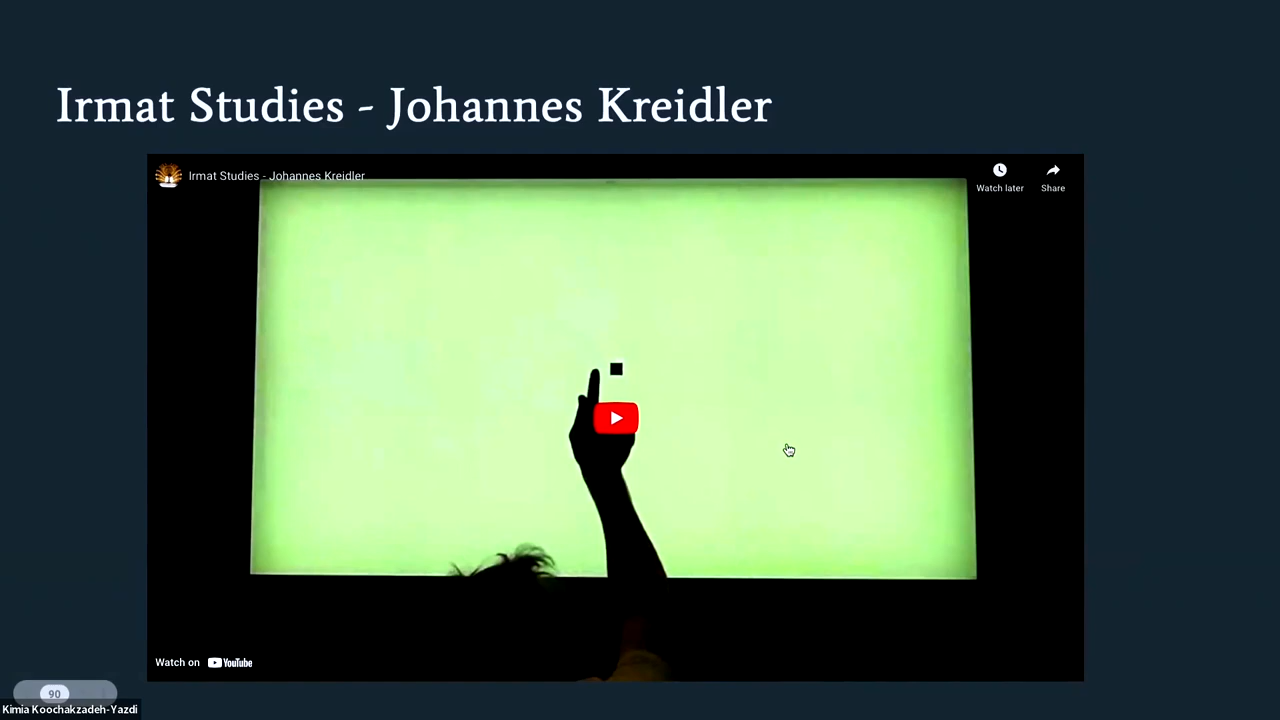 Irmat Studies - Johannes Kreidler
Irmat Studies - Johannes Kreidler
Watch later
Share
Watch on YouTube
90
Kimia Koochakzadeh-Yazdi